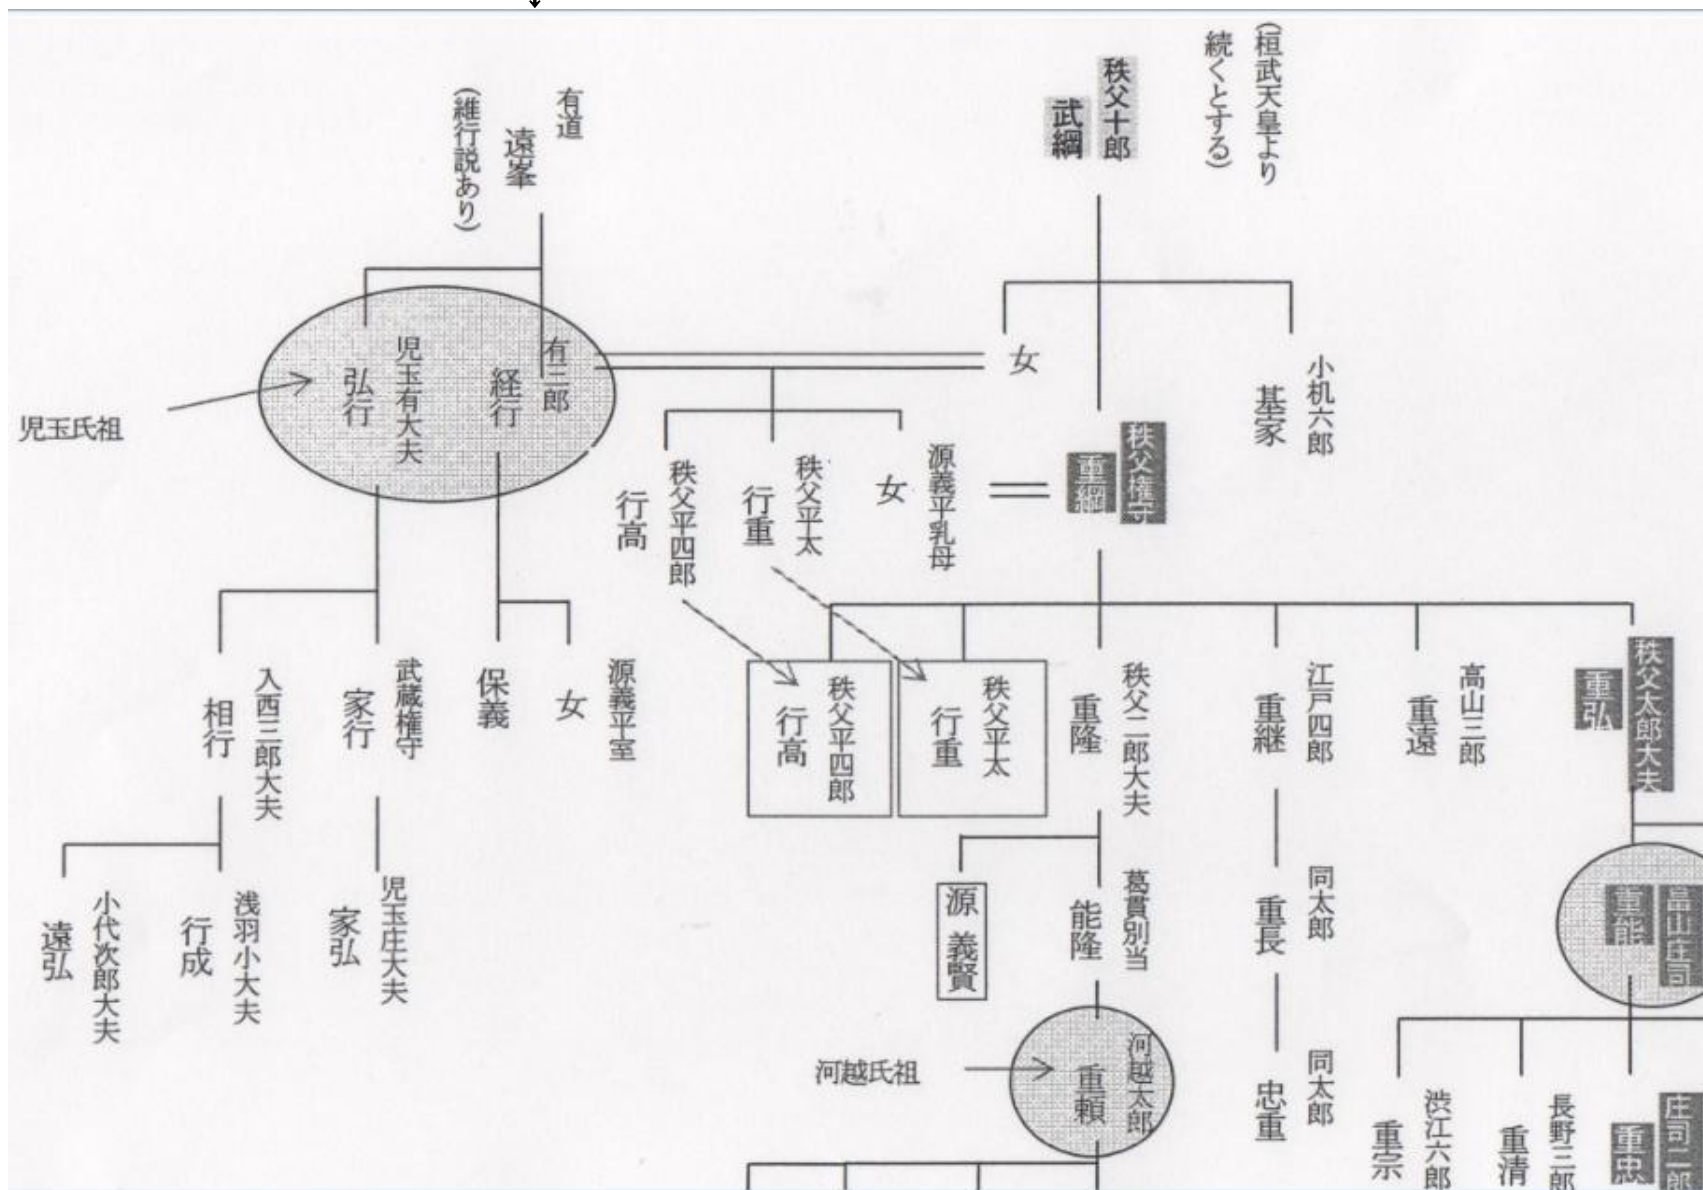 (桓武天皇より
続くとする)
秩父十郎
武綱
有道
遠峯
(維行説あり)
小机六郎
基家
女
有三郎
経行
児玉有大夫
弘行
児玉氏祖
秩父権守
重綱
源義平乳母
女
秩父平太
行重
秩父平四郎
行高
秩父太郎大夫
重弘
高山三郎
重遠
江戸四郎
重継
秩父二郎大夫
重隆
秩父平太
行重
秩父平四郎
行高
源義平室
女
保義
武蔵権守
家行
入西三郎大夫
相行
畠山庄司
重能
同太郎
重長
葛貫別当
能隆
源 義賢
児玉庄大夫
家弘
浅羽小大夫
行成
小代次郎大夫
遠弘
庄司二郎
重忠
長野三郎
重清
渋江六郎
重宗
同太郎
忠重
河越太郎
重頼
河越氏祖